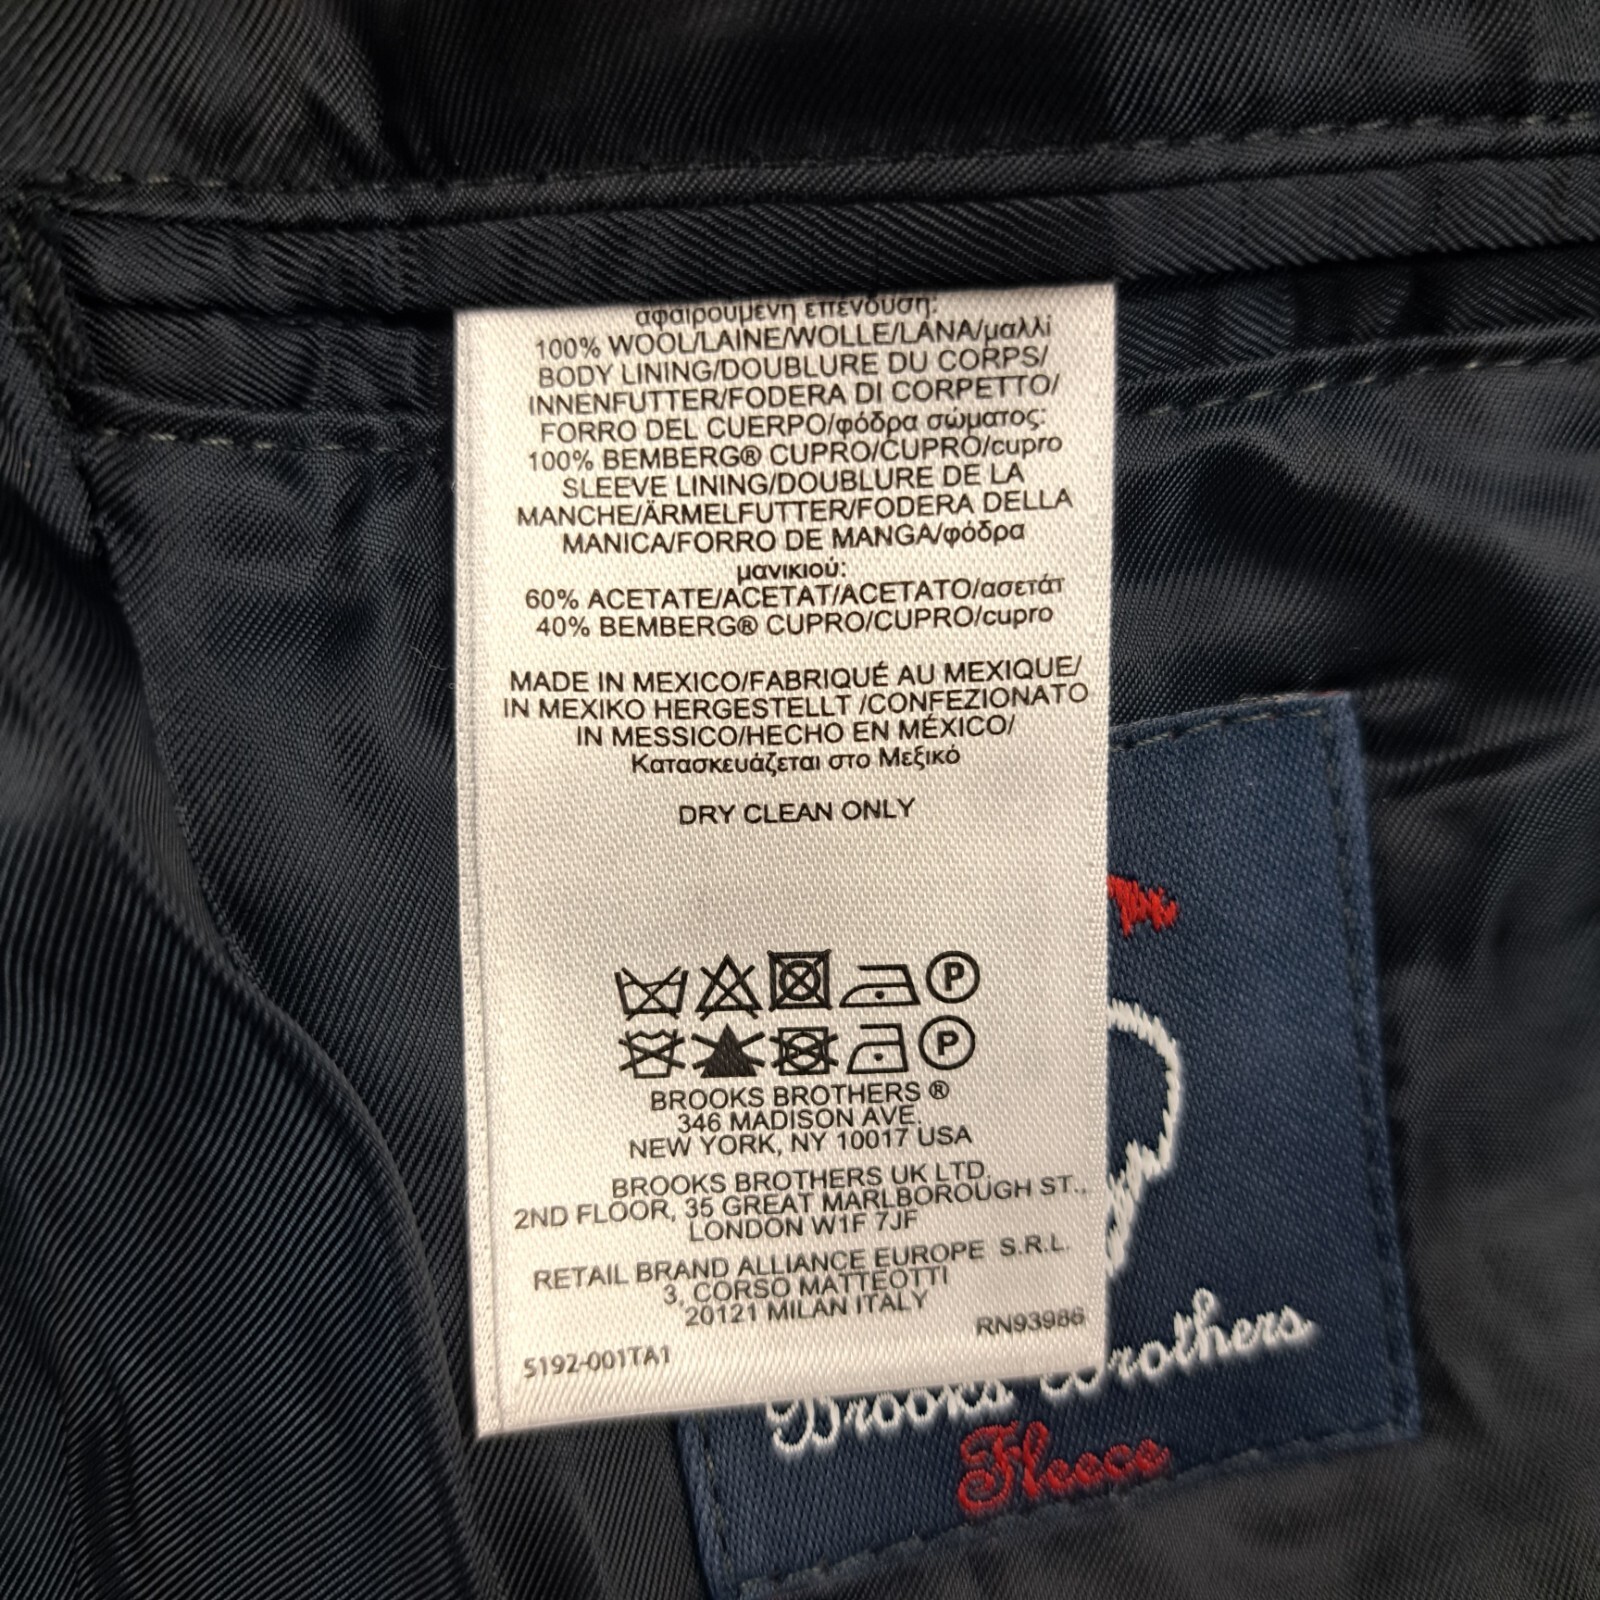 αφαιρουμενη επενδυση:
100% WOOL/LAINE/WOLLE/LANA/μαλλί
BODY LINING/DOUBLURE DU CORPS/
INNENFUTTER/FODERA DI CORPETTO/
FORRO DEL CUERPO/φόδρα σώματος:
100% BEMBERG® CUPRO/CUPRO/cupro
SLEEVE LINING/DOUBLURE DE LA
MANCHE/ÄRMELFUTTER/FODERA DELLA
MANICA/FORRO DE MANGA/φόδρα
μανικιού:
60% ACETATE/ACETAT/ACETATO/ασετάτ
40% BEMBERG® CUPRO/CUPRO/cupro
MADE IN MEXICO/FABRIQUÉ AU MEXIQUE/
IN MEXIKO HERGESTELLT /CONFEZIONATO
IN MESSICO/HECHO EN MÉXICO/
Κατασκευάζεται στο Μεξικό
DRY CLEAN ONLY
P
P
BROOKS BROTHERS ®
346 MADISON AVE.
NEW YORK, NY 10017 USA
BROOKS BROTHERS UK LTD.
2ND FLOOR, 35 GREAT MARLBOROUGH ST.,
LONDON W1F 7JF
RETAIL BRAND ALLIANCE EUROPE S.R.L.
3, CORSO MATTEOTTI
20121 MILAN ITALY
RN93986
5192-001TA1
Brooks Brothers
Fleece